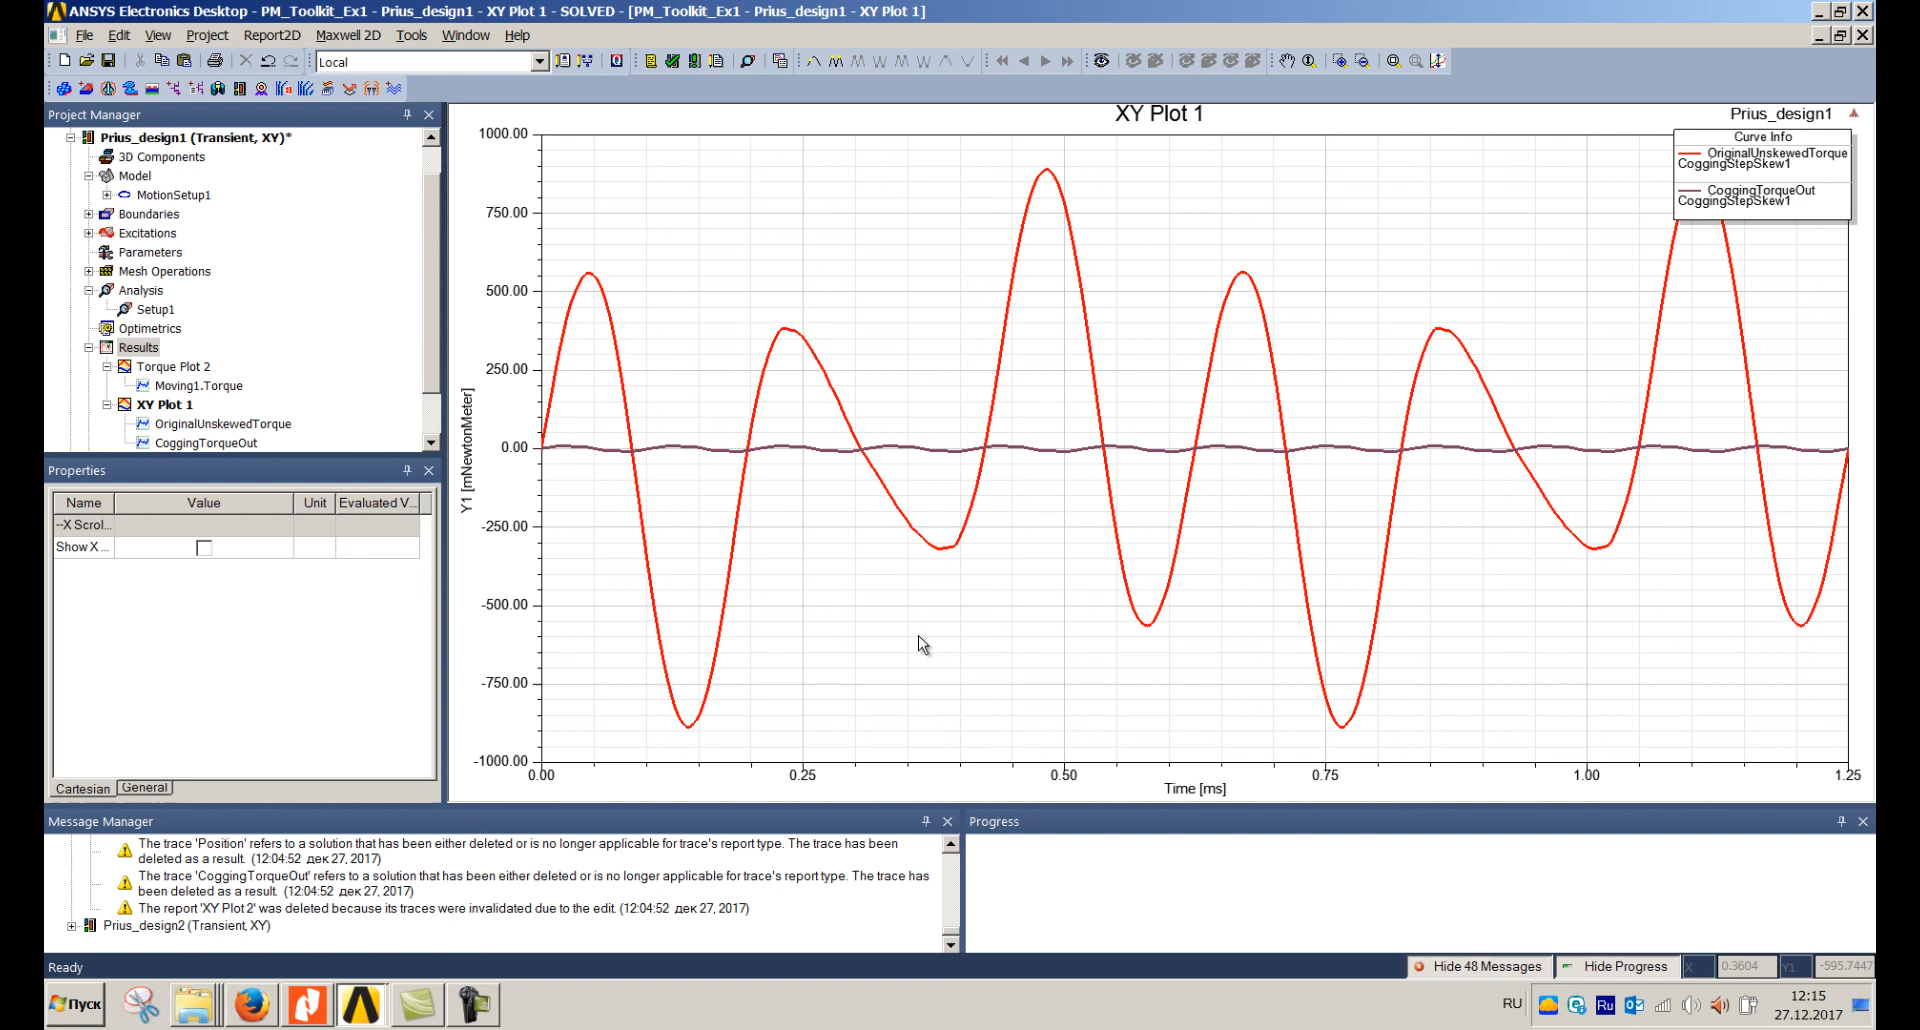 ANSYS Electronics Desktop - PM_Toolkit_Ex1 - Prius_design1 - XY Plot 1 - SOLVED - [PM_Toolkit_Ex1 - Prius_design1 - XY Plot 1]
File Edit View Project Report2D Maxwell 2D Tools Window Help
Local
Project Manager
Prius_design1 (Transient, XY)*
3D Components
Model
MotionSetup1
Boundaries
Excitations
Parameters
Mesh Operations
Analysis
Setup1
Optimetrics
Results
Torque Plot 2
Moving1.Torque
XY Plot 1
OriginalUnskewedTorque
CoggingTorqueOut
Properties
Name Value Unit Evaluated V...
--X Scrol...
Show X ...
Cartesian General
XY Plot 1
Prius_design1
Curve Info
OriginalUnskewedTorque
CoggingStepSkew1
CoggingTorqueOut
CoggingStepSkew1
1000.00
750.00
500.00
250.00
0.00
-250.00
-500.00
-750.00
-1000.00
Y1 [mNewtonMeter]
0.00 0.25 0.50 0.75 1.00 1.25
Time [ms]
Message Manager
The trace 'Position' refers to a solution that has been either deleted or is no longer applicable for trace's report type. The trace has been
deleted as a result. (12:04:52 дек 27, 2017)
The trace 'CoggingTorqueOut' refers to a solution that has been either deleted or is no longer applicable for trace's report type. The trace has
been deleted as a result. (12:04:52 дек 27, 2017)
The report 'XY Plot 2' was deleted because its traces were invalidated due to the edit. (12:04:52 дек 27, 2017)
Prius_design2 (Transient, XY)
Progress
Ready
Hide 48 Messages Hide Progress X 0.3604 Y1 -595.7447
Пуск
RU Ru 12:15
27.12.2017